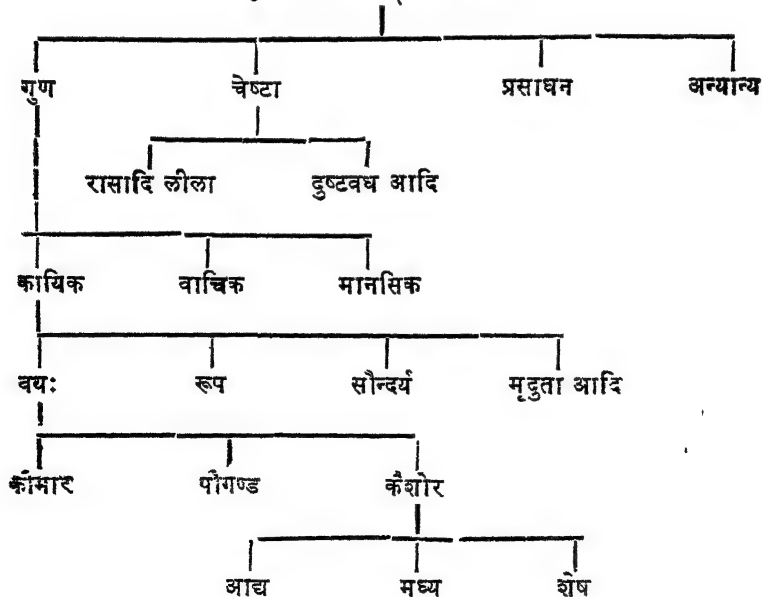 गुण चेष्टा प्रसाधन अन्यान्य
रासादि लीला दुष्टवध आदि
कायिक वाचिक मानसिक
वयः रूप सौन्दर्य मृदुता आदि
कौमार पौगण्ड कैशोर
आद्य मध्य शेष